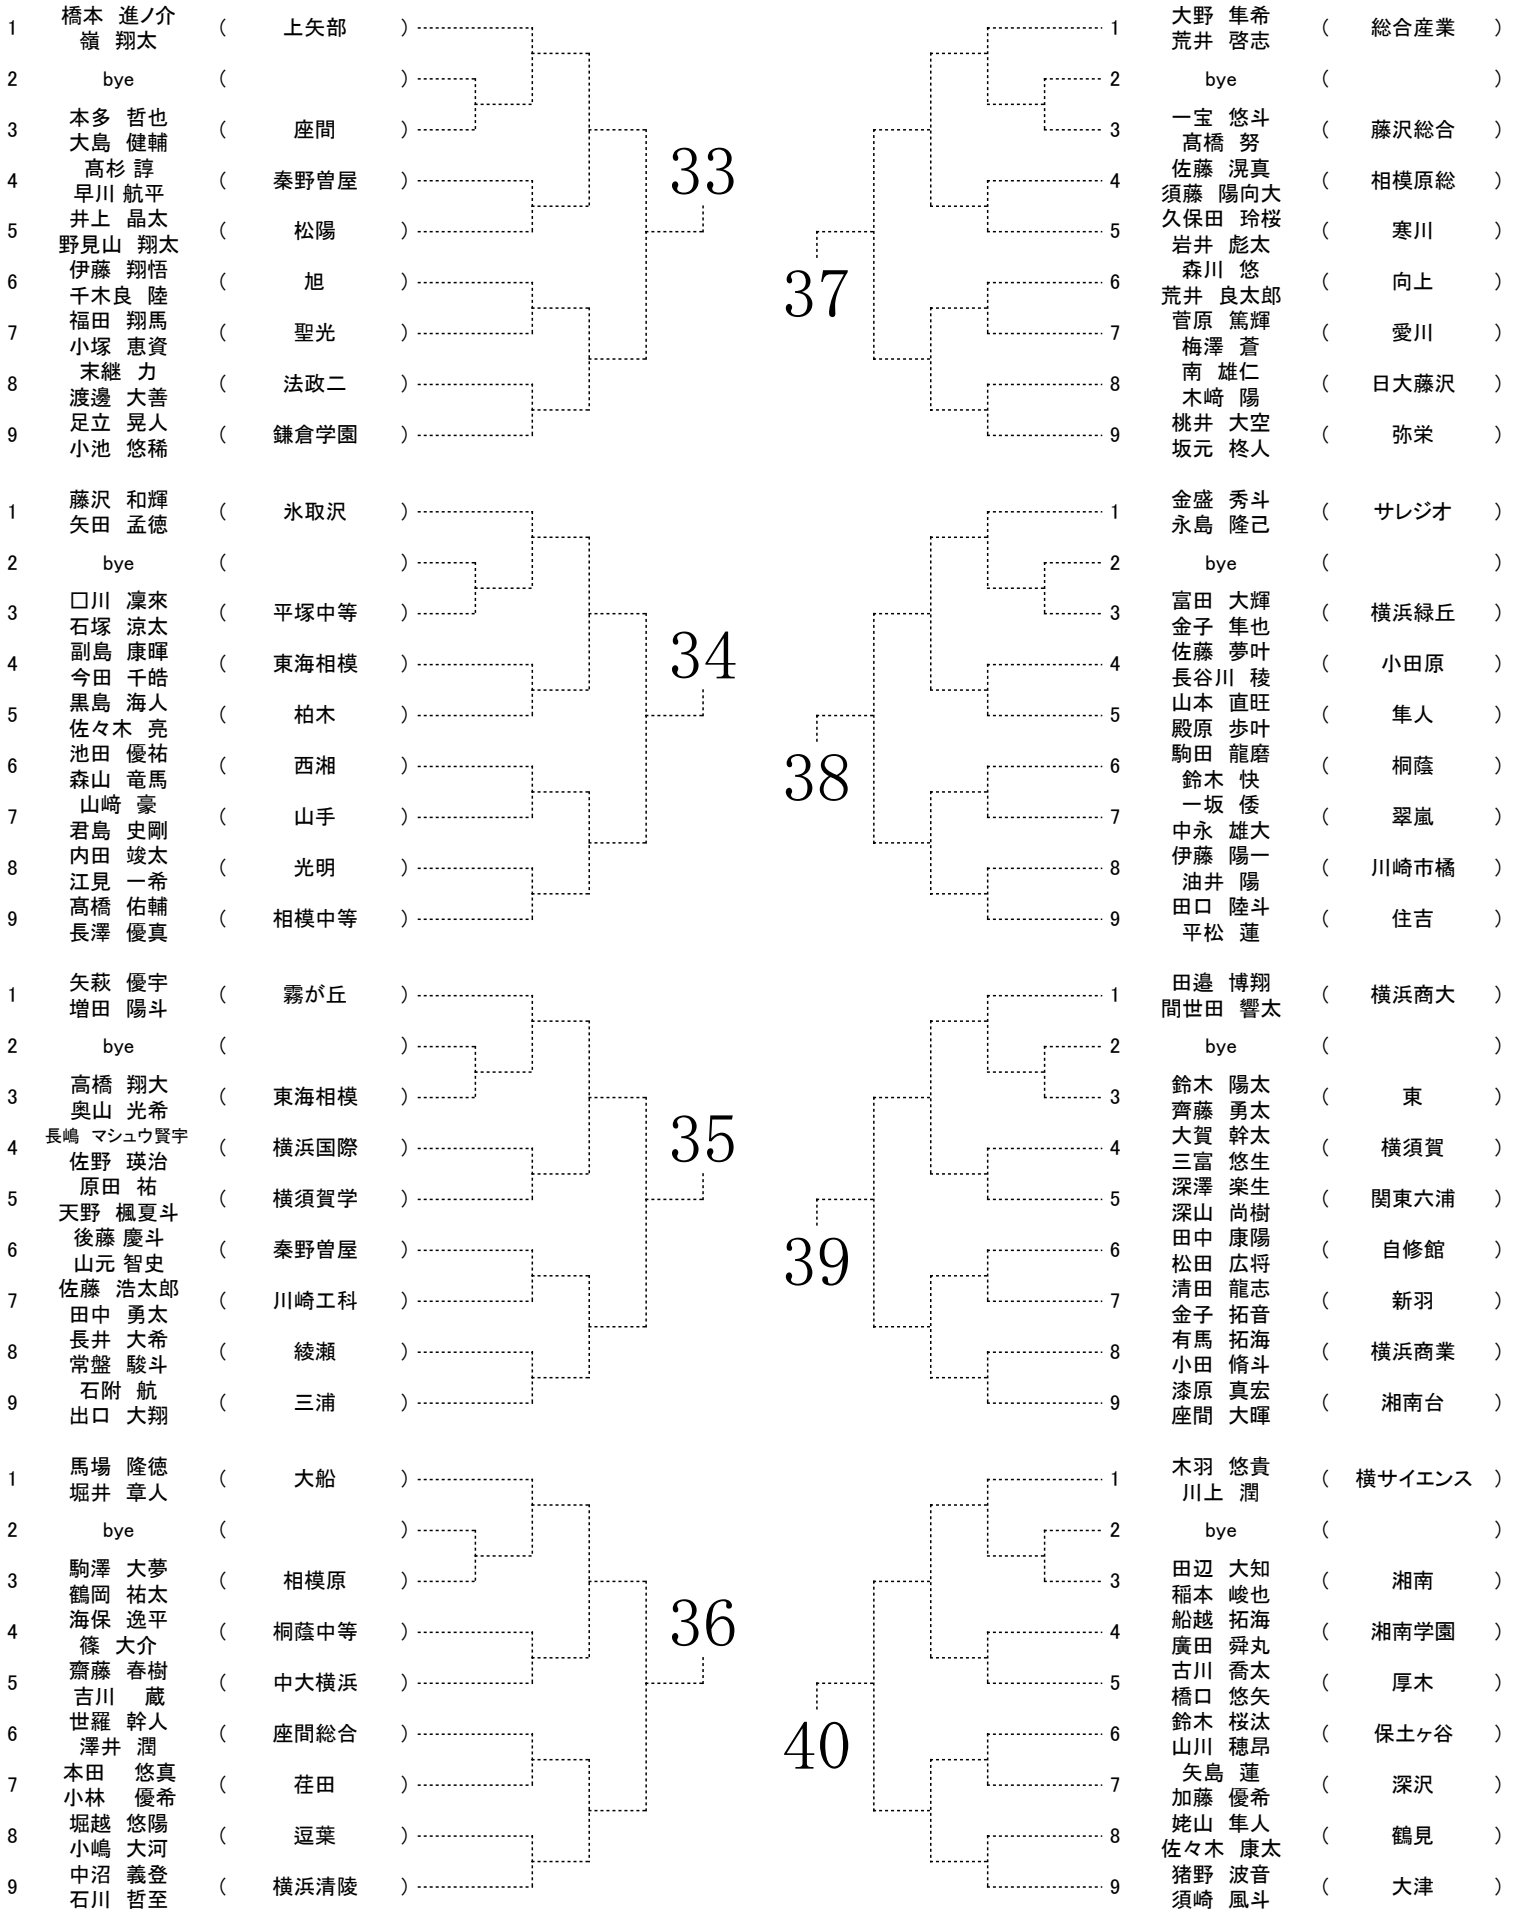 33
1 橋本 進ノ介 ( 上矢部 )
嶺 翔太
2 bye ( )
3 本多 哲也 ( 座間 )
大島 健輔
4 髙杉 諄 ( 秦野曽屋 )
早川 航平
5 井上 晶太 ( 松陽 )
野見山 翔太
6 伊藤 翔悟 ( 旭 )
千木良 陸
7 福田 翔馬 ( 聖光 )
小塚 恵資
8 末継 力 ( 法政二 )
渡邊 大善
9 足立 晃人 ( 鎌倉学園 )
小池 悠稀
34
1 藤沢 和輝 ( 氷取沢 )
矢田 孟徳
2 bye ( )
3 口川 凜來 ( 平塚中等 )
石塚 涼太
4 副島 康暉 ( 東海相模 )
今田 千皓
5 黒島 海人 ( 柏木 )
佐々木 亮
6 池田 優祐 ( 西湘 )
森山 竜馬
7 山﨑 豪 ( 山手 )
君島 史剛
8 内田 竣太 ( 光明 )
江見 一希
9 髙橋 佑輔 ( 相模中等 )
長澤 優真
35
1 矢萩 優宇 ( 霧が丘 )
増田 陽斗
2 bye ( )
3 高橋 翔大 ( 東海相模 )
奥山 光希
4 長嶋 マシュウ賢宇 ( 横浜国際 )
佐野 瑛治
5 原田 祐 ( 横須賀学 )
天野 楓夏斗
6 後藤 慶斗 ( 秦野曽屋 )
山元 智史
7 佐藤 浩太郎 ( 川崎工科 )
田中 勇太
8 長井 大希 ( 綾瀬 )
常盤 駿斗
9 石附 航 ( 三浦 )
出口 大翔
36
1 馬場 隆徳 ( 大船 )
堀井 章人
2 bye ( )
3 駒澤 大夢 ( 相模原 )
鶴岡 祐太
4 海保 逸平 ( 桐蔭中等 )
篠 大介
5 齋藤 春樹 ( 中大横浜 )
吉川 蔵
6 世羅 幹人 ( 座間総合 )
澤井 潤
7 本田 悠真 ( 荏田 )
小林 優希
8 堀越 悠陽 ( 逗葉 )
小嶋 大河
9 中沼 義登 ( 横浜清陵 )
石川 哲至
37
1 大野 隼希 ( 総合産業 )
荒井 啓志
2 bye ( )
3 一宝 悠斗 ( 藤沢総合 )
髙橋 努
4 佐藤 滉真 ( 相模原総 )
須藤 陽向大
5 久保田 玲桜 ( 寒川 )
岩井 彪太
6 森川 悠 ( 向上 )
荒井 良太郎
7 菅原 篤輝 ( 愛川 )
梅澤 蒼
8 南 雄仁 ( 日大藤沢 )
木﨑 陽
9 桃井 大空 ( 弥栄 )
坂元 柊人
38
1 金盛 秀斗 ( サレジオ )
永島 隆己
2 bye ( )
3 富田 大輝 ( 横浜緑丘 )
金子 隼也
4 佐藤 夢叶 ( 小田原 )
長谷川 稜
5 山本 直旺 ( 隼人 )
殿原 歩叶
6 駒田 龍磨 ( 桐蔭 )
鈴木 快
7 一坂 倭 ( 翠嵐 )
中永 雄大
8 伊藤 陽一 ( 川崎市橘 )
油井 陽
9 田口 陸斗 ( 住吉 )
平松 蓮
39
1 田邉 博翔 ( 横浜商大 )
間世田 響太
2 bye ( )
3 鈴木 陽太 ( 東 )
齊藤 勇太
4 大賀 幹太 ( 横須賀 )
三富 悠生
5 深澤 楽生 ( 関東六浦 )
深山 尚樹
6 田中 康陽 ( 自修館 )
松田 広将
7 清田 龍志 ( 新羽 )
金子 拓音
8 有馬 拓海 ( 横浜商業 )
小田 脩斗
9 漆原 真宏 ( 湘南台 )
座間 大暉
40
1 木羽 悠貴 ( 横サイエンス )
川上 潤
2 bye ( )
3 田辺 大知 ( 湘南 )
稲本 峻也
4 船越 拓海 ( 湘南学園 )
廣田 舜丸
5 古川 喬太 ( 厚木 )
橋口 悠矢
6 鈴木 桜汰 ( 保土ヶ谷 )
山川 穂昂
7 矢島 蓮 ( 深沢 )
加藤 優希
8 姥山 隼人 ( 鶴見 )
佐々木 康太
9 猪野 波音 ( 大津 )
須崎 風斗